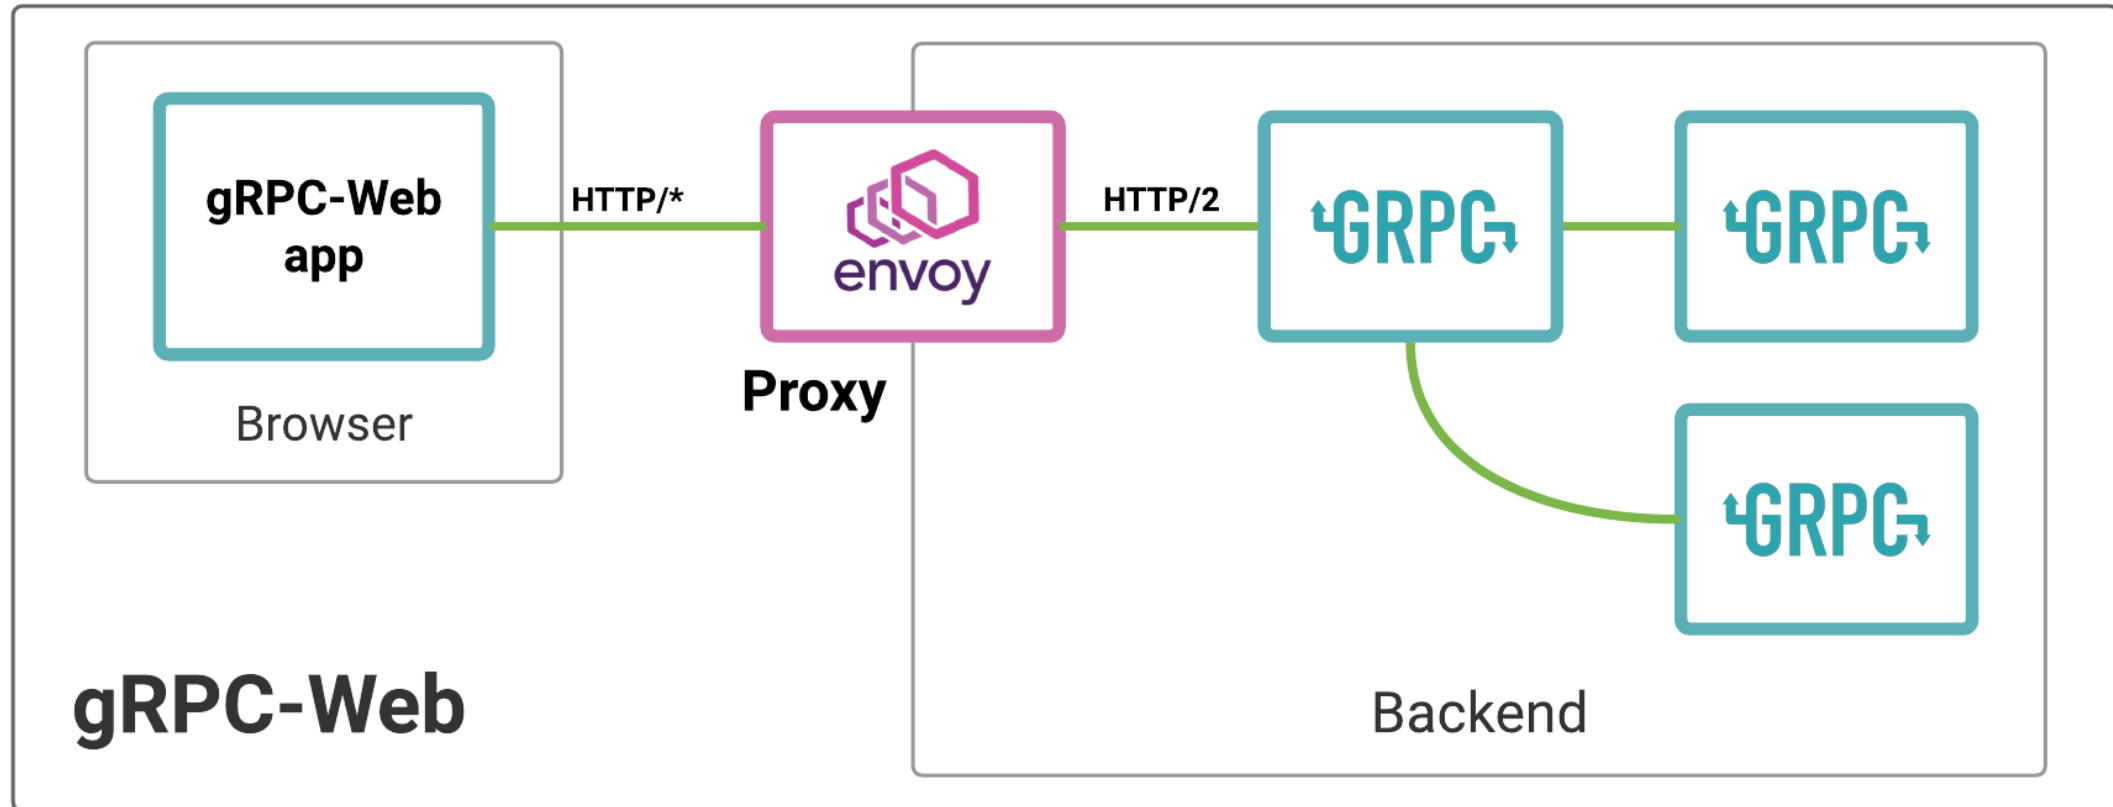 gRPC-Web
app
Browser
HTTP/*
envoy
Proxy
HTTP/2
GRPC
GRPC
GRPC
Backend
gRPC-Web